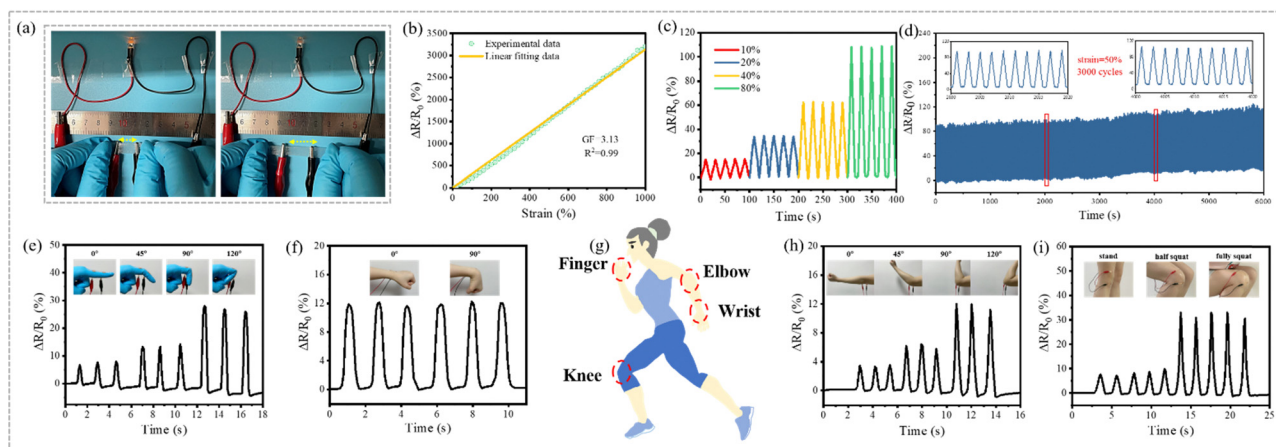 (a)
(b)
ΔR/R₀ (%)
3500
3000
2500
2000
1500
1000
500
0
Experimental data
Linear fitting data
GF=3.13
R²=0.99
0 200 400 600 800 1000
Strain (%)
(c)
ΔR/R₀ (%)
120
100
80
60
40
20
0
10%
20%
40%
80%
0 50 100 150 200 250 300 350 400
Time (s)
(d)
ΔR/R₀ (%)
200
160
120
80
40
0
strain=50%
3000 cycles
0 1000 2000 3000 4000 5000 6000
Time (s)
(e)
0° 45° 90° 120°
ΔR/R₀ (%)
50
40
30
20
10
0
0 2 4 6 8 10 12 14 16 18
Time (s)
(f)
0° 90°
ΔR/R₀ (%)
20
16
12
8
4
0
0 2 4 6 8 10
Time (s)
(g)
Finger
Elbow
Wrist
Knee
(h)
0° 45° 90° 120°
ΔR/R₀ (%)
20
16
12
8
4
0
0 2 4 6 8 10 12 14 16
Time (s)
(i)
stand half squat fully squat
ΔR/R₀ (%)
60
50
40
30
20
10
0
0 5 10 15 20 25
Time (s)